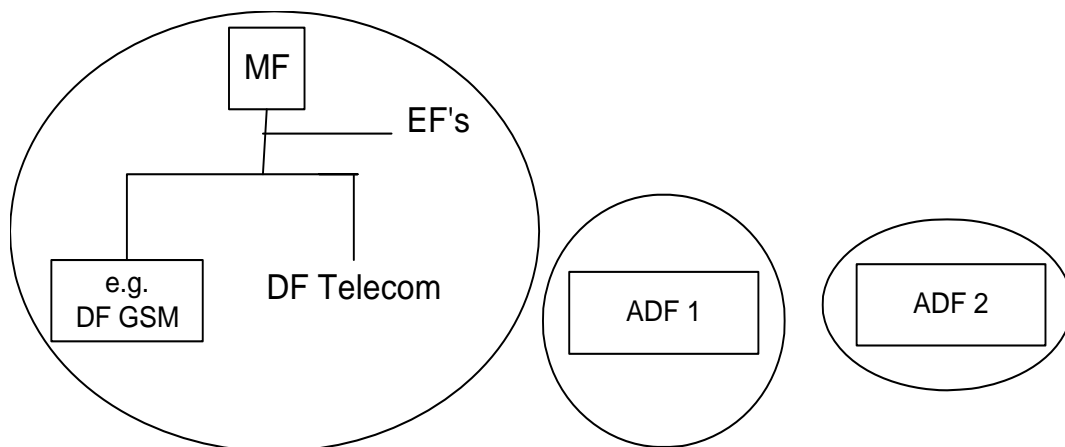 MF
EF's
e.g.
DF GSM
DF Telecom
ADF 1
ADF 2